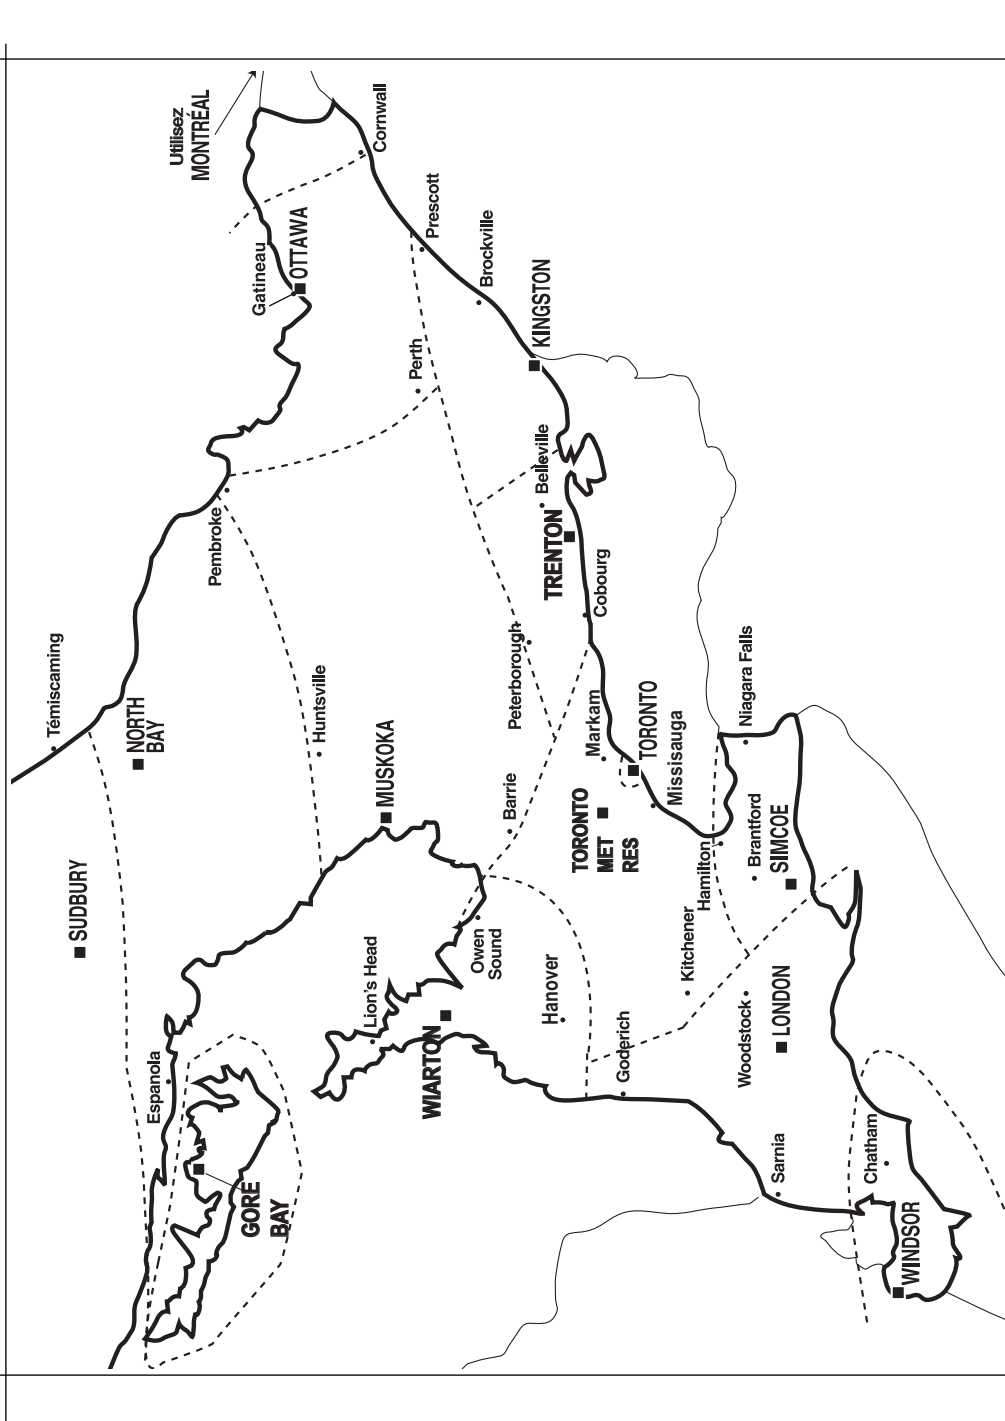 Utilisez
MONTRÉAL
Cornwall
Prescott
Gatineau
OTTAWA
Brockville
KINGSTON
Perth
Belleville
TRENTON
Pembroke
Cobourg
Peterborough
Témiscaming
NORTH
BAY
Huntsville
MUSKOKA
Barrie
Markam
TORONTO
Mississauga
Niagara Falls
TORONTO
MET
RES
Hamilton
Brantford
SIMCOE
SUDBURY
Lion's Head
Owen
Sound
Hanover
Kitchener
Woodstock
LONDON
WIARTON
Goderich
Espanola
GORE
BAY
Sarnia
Chatham
WINDSOR